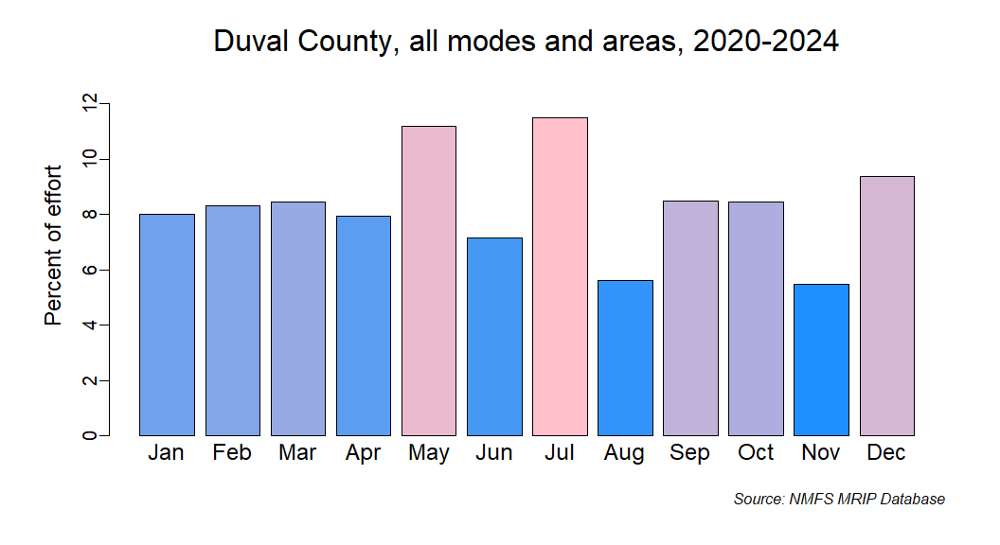 Duval County, all modes and areas, 2020-2024
Percent of effort
12
10
8
6
4
2
0
Jan Feb Mar Apr May Jun Jul Aug Sep Oct Nov Dec
Source: NMFS MRIP Database